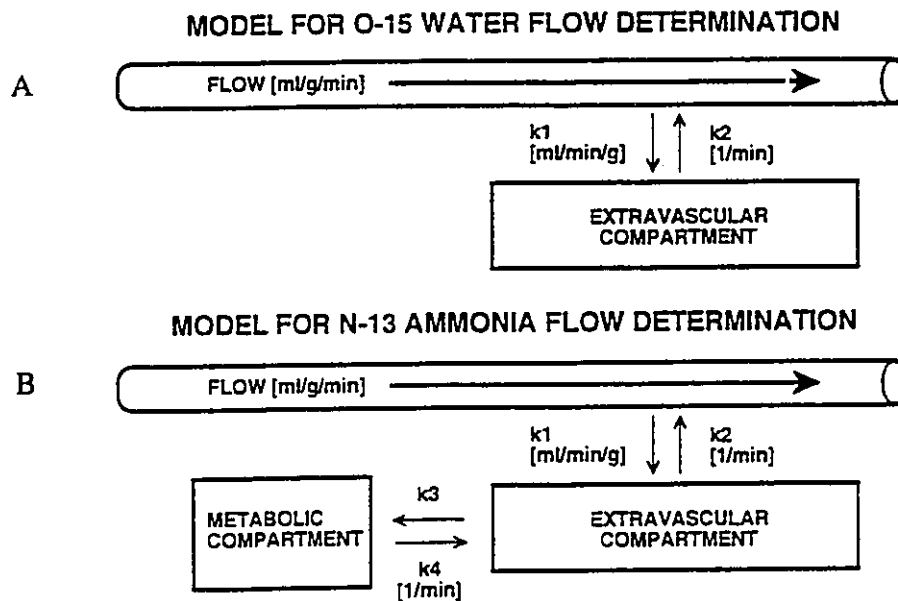 MODEL FOR O-15 WATER FLOW DETERMINATION
A
FLOW [ml/g/min]
k1
[ml/min/g]
k2
[1/min]
EXTRAVASCULAR
COMPARTMENT
MODEL FOR N-13 AMMONIA FLOW DETERMINATION
B
FLOW [ml/g/min]
k1
[ml/min/g]
k2
[1/min]
METABOLIC
COMPARTMENT
k3
k4
[1/min]
EXTRAVASCULAR
COMPARTMENT